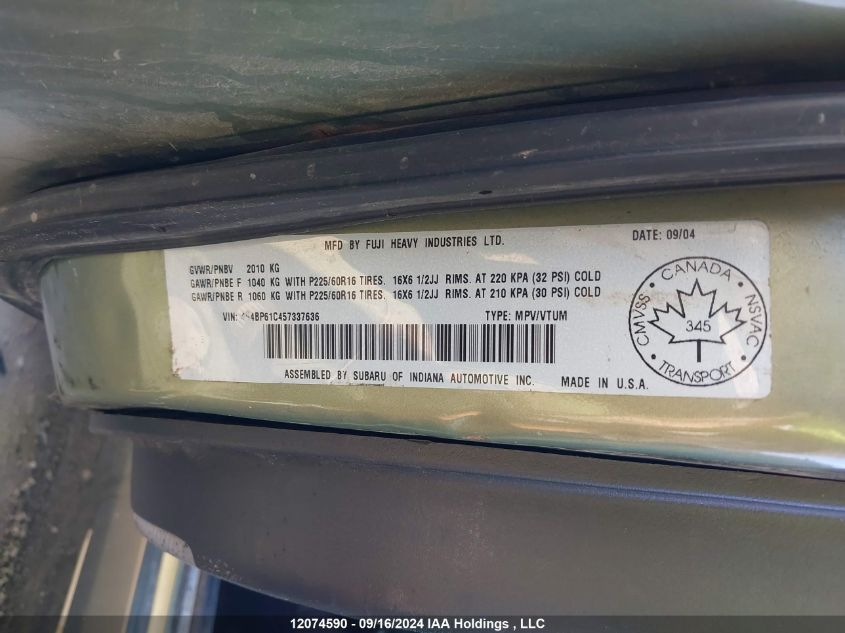 MFD BY FUJI HEAVY INDUSTRIES LTD.
DATE: 09/04
GVWR/PNBV 2010 KG
GAWR/PNBE F 1040 KG WITH P225/60R16 TIRES. 16X6 1/2JJ RIMS. AT 220 KPA (32 PSI) COLD
GAWR/PNBE R 1060 KG WITH P225/60R16 TIRES. 16X6 1/2JJ RIMS. AT 210 KPA (30 PSI) COLD
VIN: TYPE: MPV/VTUM
CANADA
CMVSS
NSVAC
345
TRANSPORT
ASSEMBLED BY SUBARU OF INDIANA AUTOMOTIVE INC. MADE IN U.S.A.
12074590 - 09/16/2024 IAA Holdings , LLC